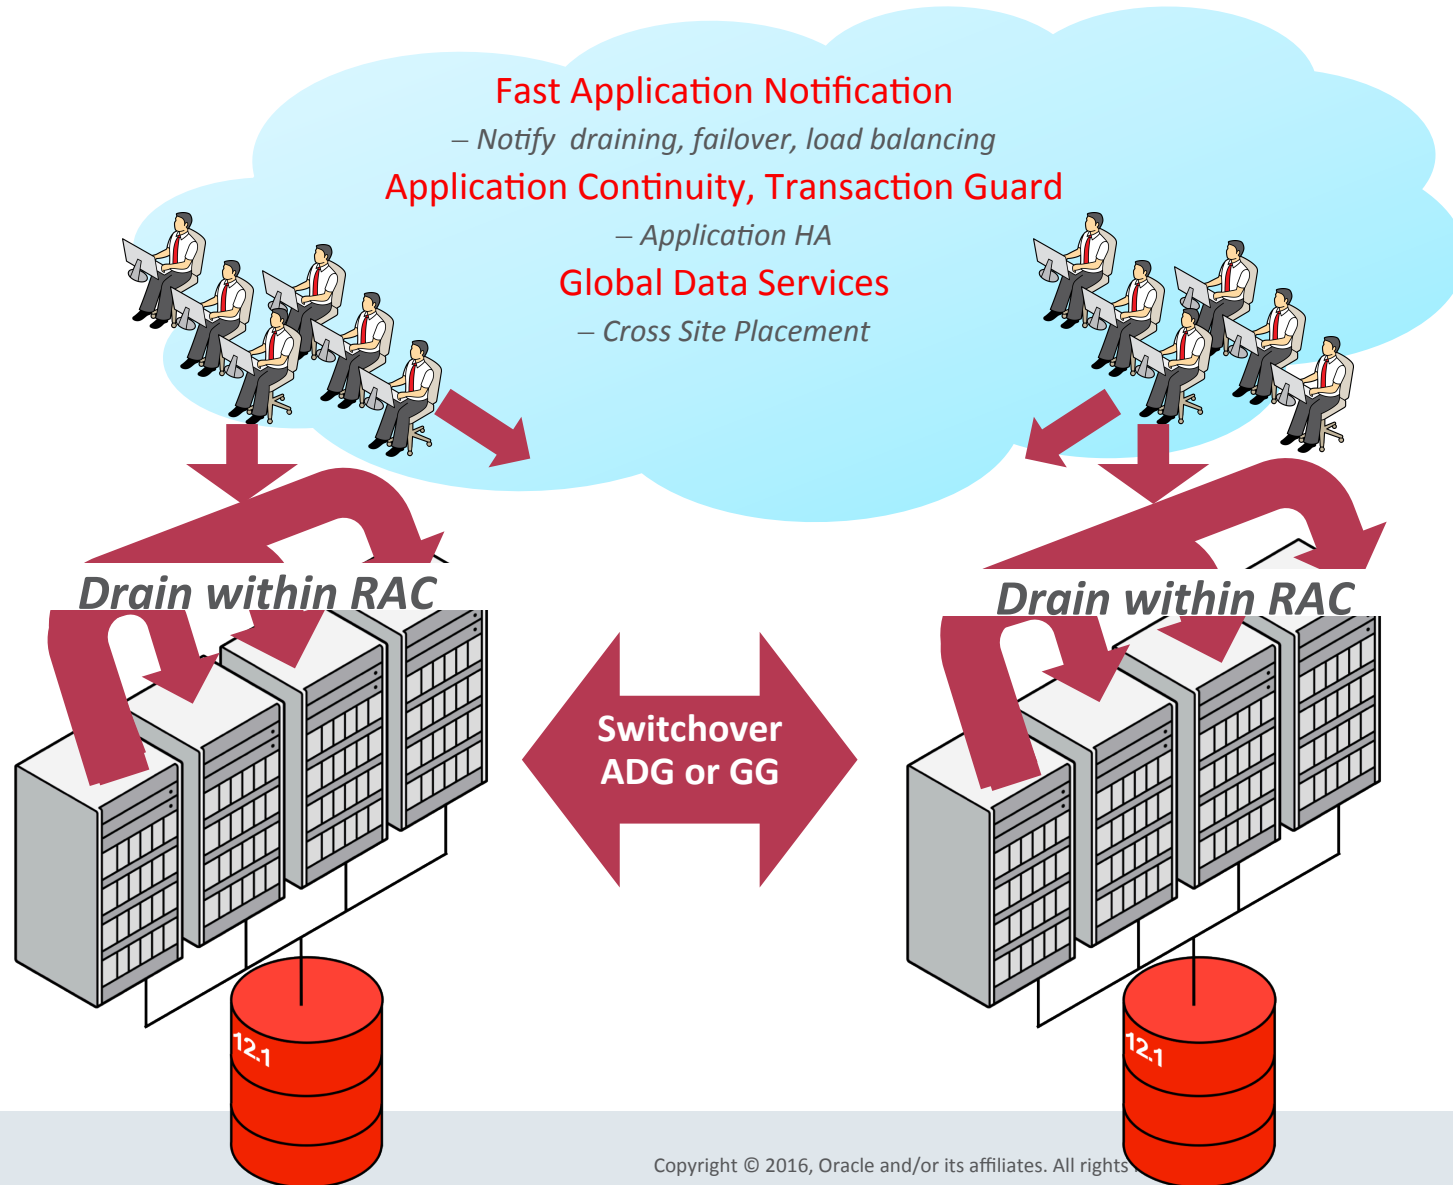 Fast Application Notification
– Notify draining, failover, load balancing
Application Continuity, Transaction Guard
– Application HA
Global Data Services
– Cross Site Placement
Drain within RAC
Drain within RAC
Switchover
ADG or GG
12.1
12.1
Copyright © 2016, Oracle and/or its affiliates. All rights